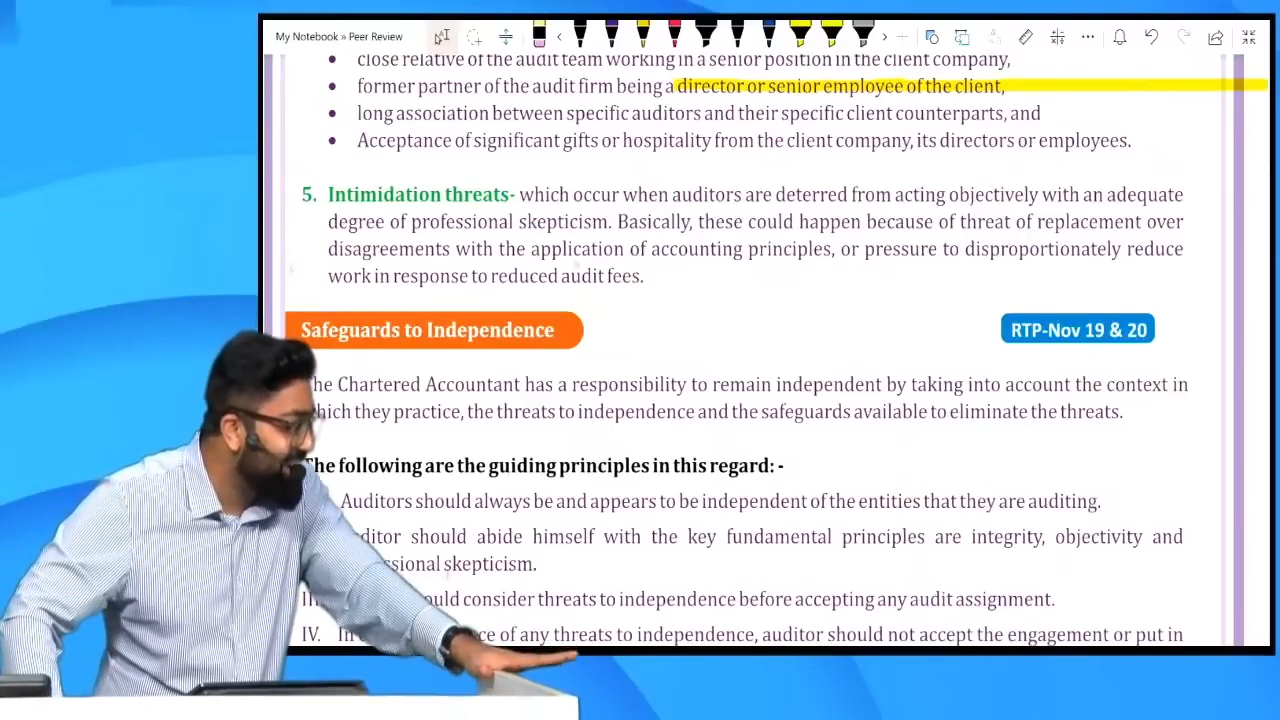 My Notebook » Peer Review
• close relative of the audit team working in a senior position in the client company,
• former partner of the audit firm being a director or senior employee of the client,
• long association between specific auditors and their specific client counterparts, and
• Acceptance of significant gifts or hospitality from the client company, its directors or employees.
5. Intimidation threats- which occur when auditors are deterred from acting objectively with an adequate
degree of professional skepticism. Basically, these could happen because of threat of replacement over
disagreements with the application of accounting principles, or pressure to disproportionately reduce
work in response to reduced audit fees.
Safeguards to Independence
RTP-Nov 19 & 20
he Chartered Accountant has a responsibility to remain independent by taking into account the context in
hich they practice, the threats to independence and the safeguards available to eliminate the threats.
The following are the guiding principles in this regard: -
Auditors should always be and appears to be independent of the entities that they are auditing.
ditor should abide himself with the key fundamental principles are integrity, objectivity and
ssional skepticism.
ould consider threats to independence before accepting any audit assignment.
IV. In ce of any threats to independence, auditor should not accept the engagement or put in